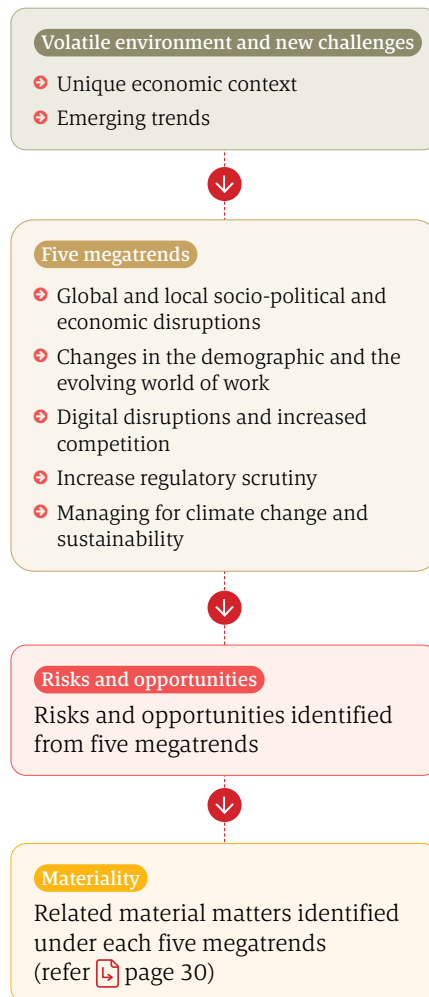 Volatile environment and new challenges
Unique economic context
Emerging trends
Five megatrends
Global and local socio-political and
economic disruptions
Changes in the demographic and the
evolving world of work
Digital disruptions and increased
competition
Increase regulatory scrutiny
Managing for climate change and
sustainability
Risks and opportunities
Risks and opportunities identified
from five megatrends
Materiality
Related material matters identified
under each five megatrends
(refer page 30)